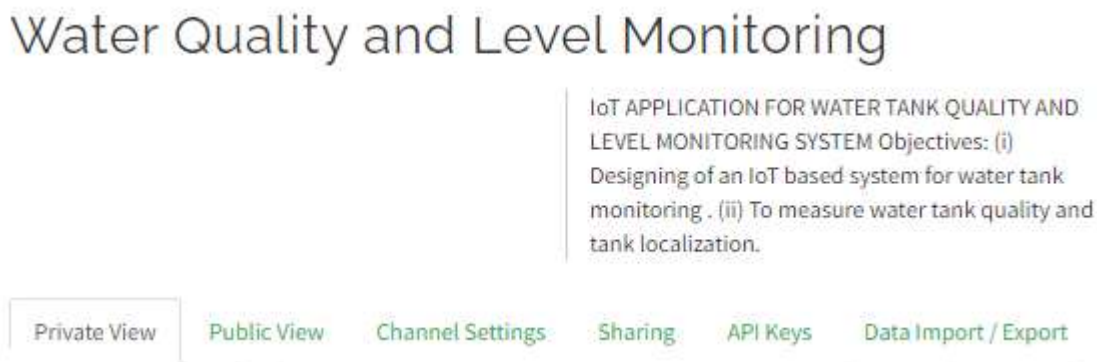 Water Quality and Level Monitoring
IoT APPLICATION FOR WATER TANK QUALITY AND
LEVEL MONITORING SYSTEM Objectives: (i)
Designing of an IoT based system for water tank
monitoring . (ii) To measure water tank quality and
tank localization.
Private View Public View Channel Settings Sharing API Keys Data Import / Export